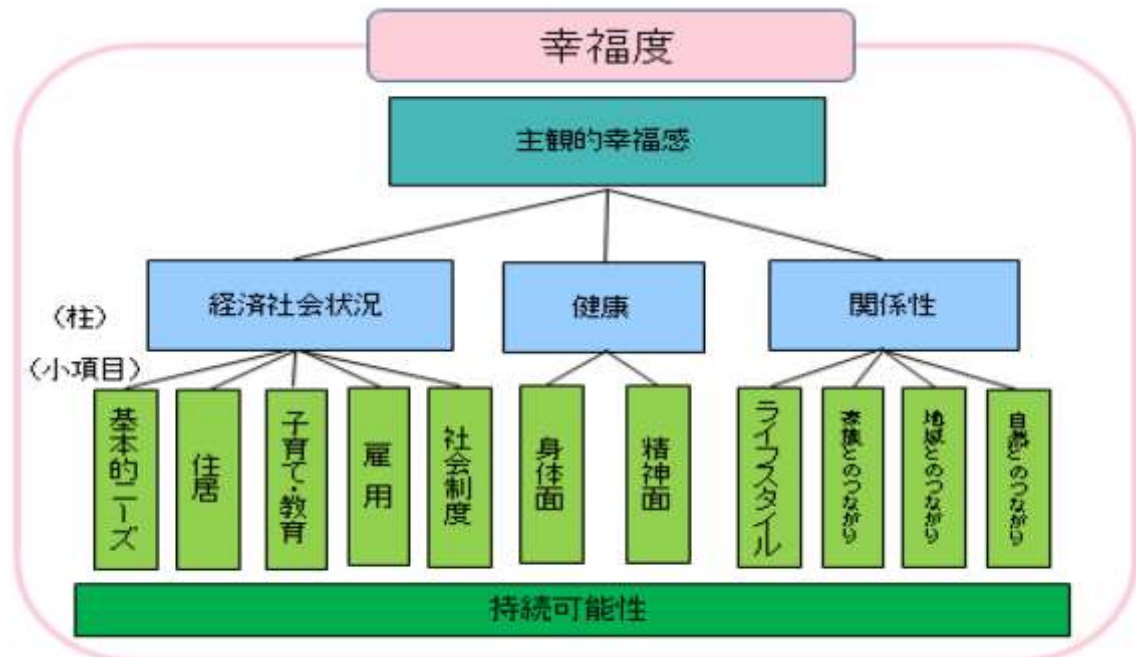 幸福度
主観的幸福感
経済社会状況
健康
関係性
〈柱〉
〈小項目〉
基本的ニーズ
住居
子育て・教育
雇用
社会制度
身体面
精神面
ライフスタイル
家族とのつながり
地域とのつながり
自然とのつながり
持続可能性